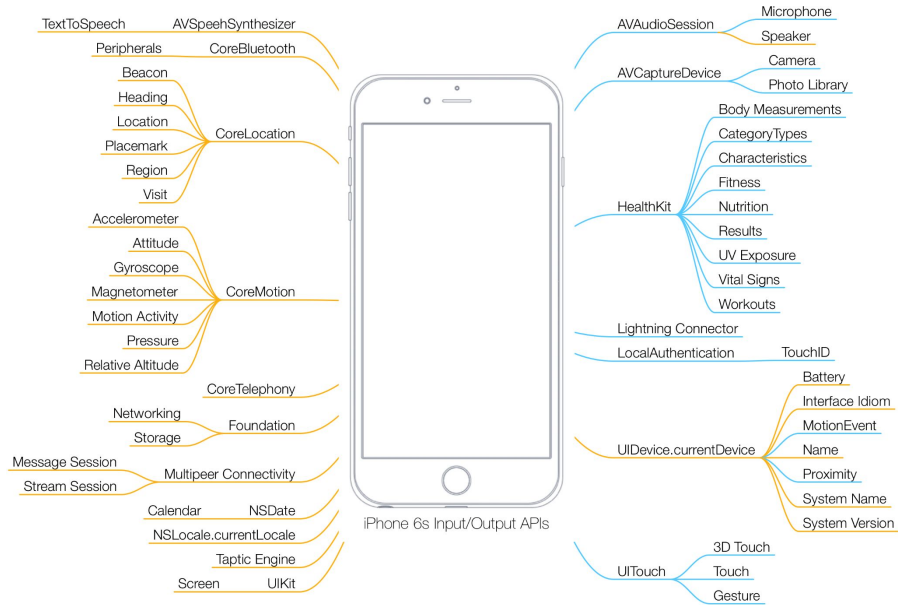 TextToSpeech
AVSpeehSynthesizer
Peripherals
CoreBluetooth
Beacon
Heading
Location
Placemark
Region
Visit
CoreLocation
Accelerometer
Attitude
Gyroscope
Magnetometer
Motion Activity
Pressure
Relative Altitude
CoreMotion
CoreTelephony
Networking
Storage
Foundation
Message Session
Stream Session
Multipeer Connectivity
Calendar
NSDate
NSLocale.currentLocale
Taptic Engine
Screen
UIKit
iPhone 6s Input/Output APIs
AVAudioSession
Microphone
Speaker
AVCaptureDevice
Camera
Photo Library
HealthKit
Body Measurements
CategoryTypes
Characteristics
Fitness
Nutrition
Results
UV Exposure
Vital Signs
Workouts
Lightning Connector
LocalAuthentication
TouchID
UIDevice.currentDevice
Battery
Interface Idiom
MotionEvent
Name
Proximity
System Name
System Version
UITouch
3D Touch
Touch
Gesture